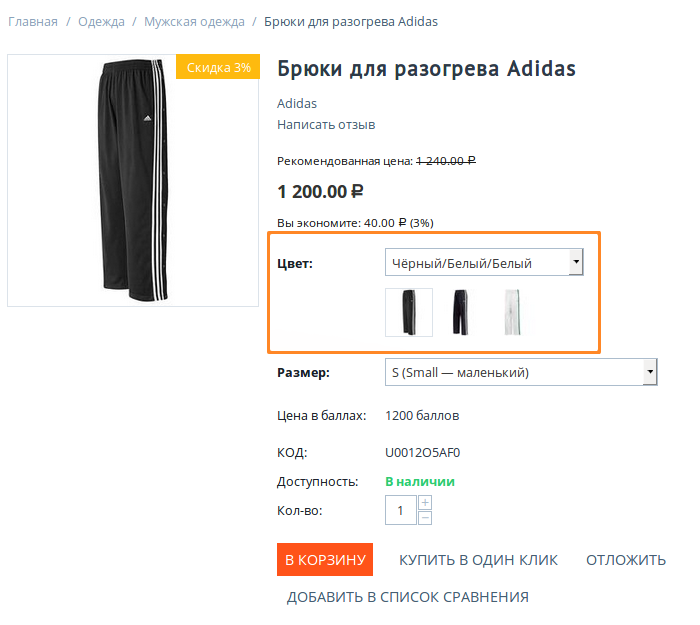 Главная / Одежда / Мужская одежда / Брюки для разогрева Adidas
Скидка 3%
Брюки для разогрева Adidas
Adidas
Написать отзыв
Рекомендованная цена: 1 240.00 ₽
1 200.00 ₽
Вы экономите: 40.00 ₽ (3%)
Цвет: Чёрный/Белый/Белый
Размер: S (Small — маленький)
Цена в баллах: 1200 баллов
КОД: U0012O5AF0
Доступность: В наличии
Кол-во: 1 + −
В КОРЗИНУ КУПИТЬ В ОДИН КЛИК ОТЛОЖИТЬ
ДОБАВИТЬ В СПИСОК СРАВНЕНИЯ